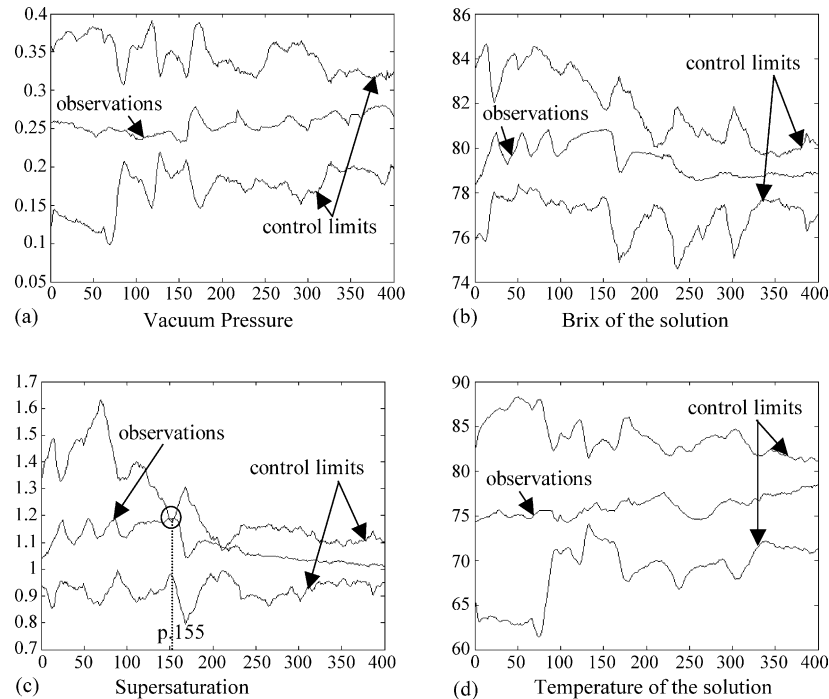 0.4
0.35
0.3
0.25
0.2
0.15
0.1
0.05
observations
control limits
0 50 100 150 200 250 300 350 400
(a) Vacuum Pressure
86
84
82
80
78
76
74
control limits
observations
0 50 100 150 200 250 300 350 400
(b) Brix of the solution
1.7
1.6
1.5
1.4
1.3
1.2
1.1
1
0.9
0.8
0.7
observations
control limits
p.155
0 50 100 150 200 250 300 350 400
(c) Supersaturation
90
85
80
75
70
65
60
control limits
observations
0 50 100 150 200 250 300 350 400
(d) Temperature of the solution